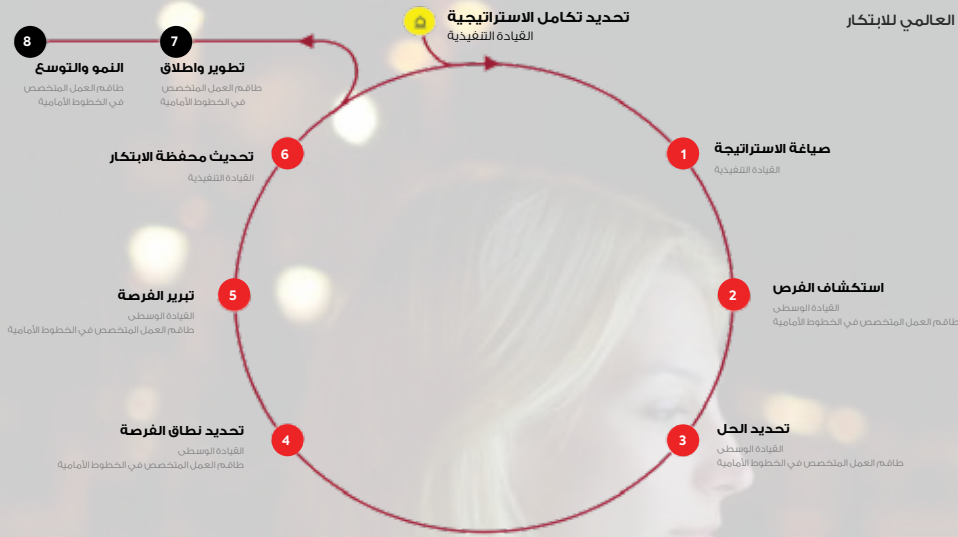 العالمي للابتكار
تحديد تكامل الاستراتيجية
القيادة التنفيذية
1
صياغة الاستراتيجة
القيادة التنفيذية
2
استكشاف الفرص
القيادة الوسطى
طاقم العمل المتخصص في الخطوط الأمامية
3
تحديد الحل
القيادة الوسطى
طاقم العمل المتخصص في الخطوط الأمامية
4
تحديد نطاق الفرصة
القيادة الوسطى
طاقم العمل المتخصص في الخطوط الأمامية
5
تبرير الفرصة
القيادة الوسطى
طاقم العمل المتخصص في الخطوط الأمامية
6
تحديث محفظة الابتكار
القيادة التنفيذية
7
تطوير واطلاق
طاقم العمل المتخصص
في الخطوط الأمامية
8
النمو والتوسع
طاقم العمل المتخصص
في الخطوط الأمامية